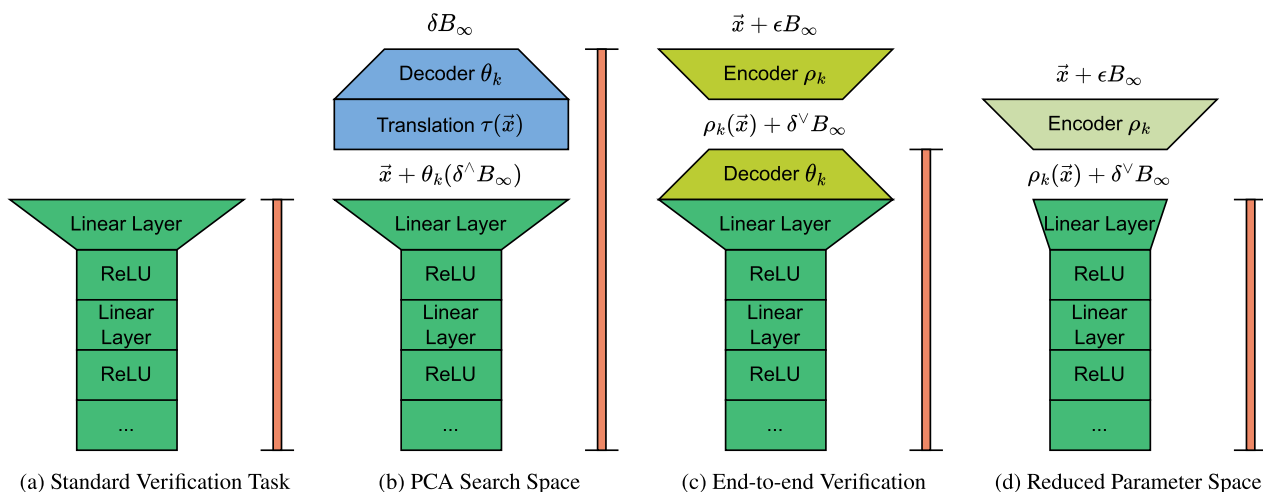 δB∞
Decoder θₖ
Translation τ(x⃗)
x⃗ + θₖ(δ^B∞)
x⃗ + ϵB∞
Encoder ρₖ
ρₖ(x⃗) + δ˅B∞
Decoder θₖ
x⃗ + ϵB∞
Encoder ρₖ
ρₖ(x⃗) + δ˅B∞
Linear Layer
ReLU
Linear
Layer
ReLU
...
Linear Layer
ReLU
Linear
Layer
ReLU
...
Linear Layer
ReLU
Linear
Layer
ReLU
...
Linear Layer
ReLU
Linear
Layer
ReLU
...
(a) Standard Verification Task
(b) PCA Search Space
(c) End-to-end Verification
(d) Reduced Parameter Space